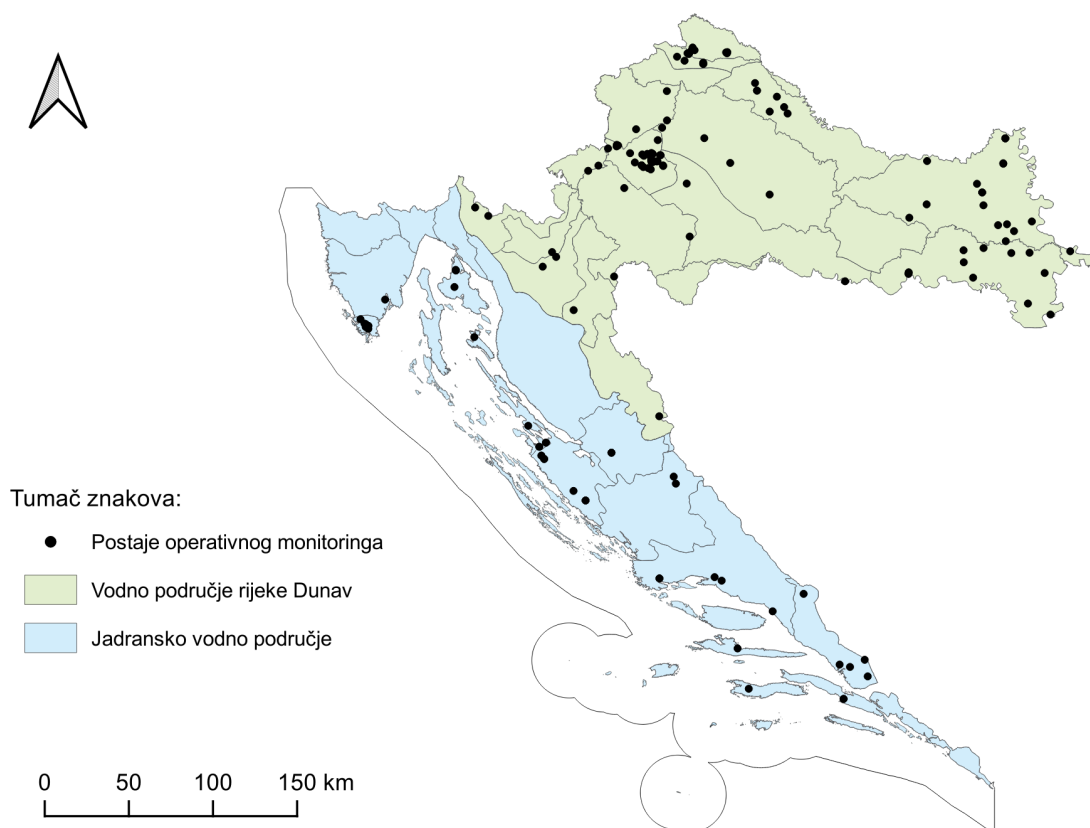 Tumač znakova:
Postaje operativnog monitoringa
Vodno područje rijeke Dunav
Jadransko vodno područje
0 50 100 150 km